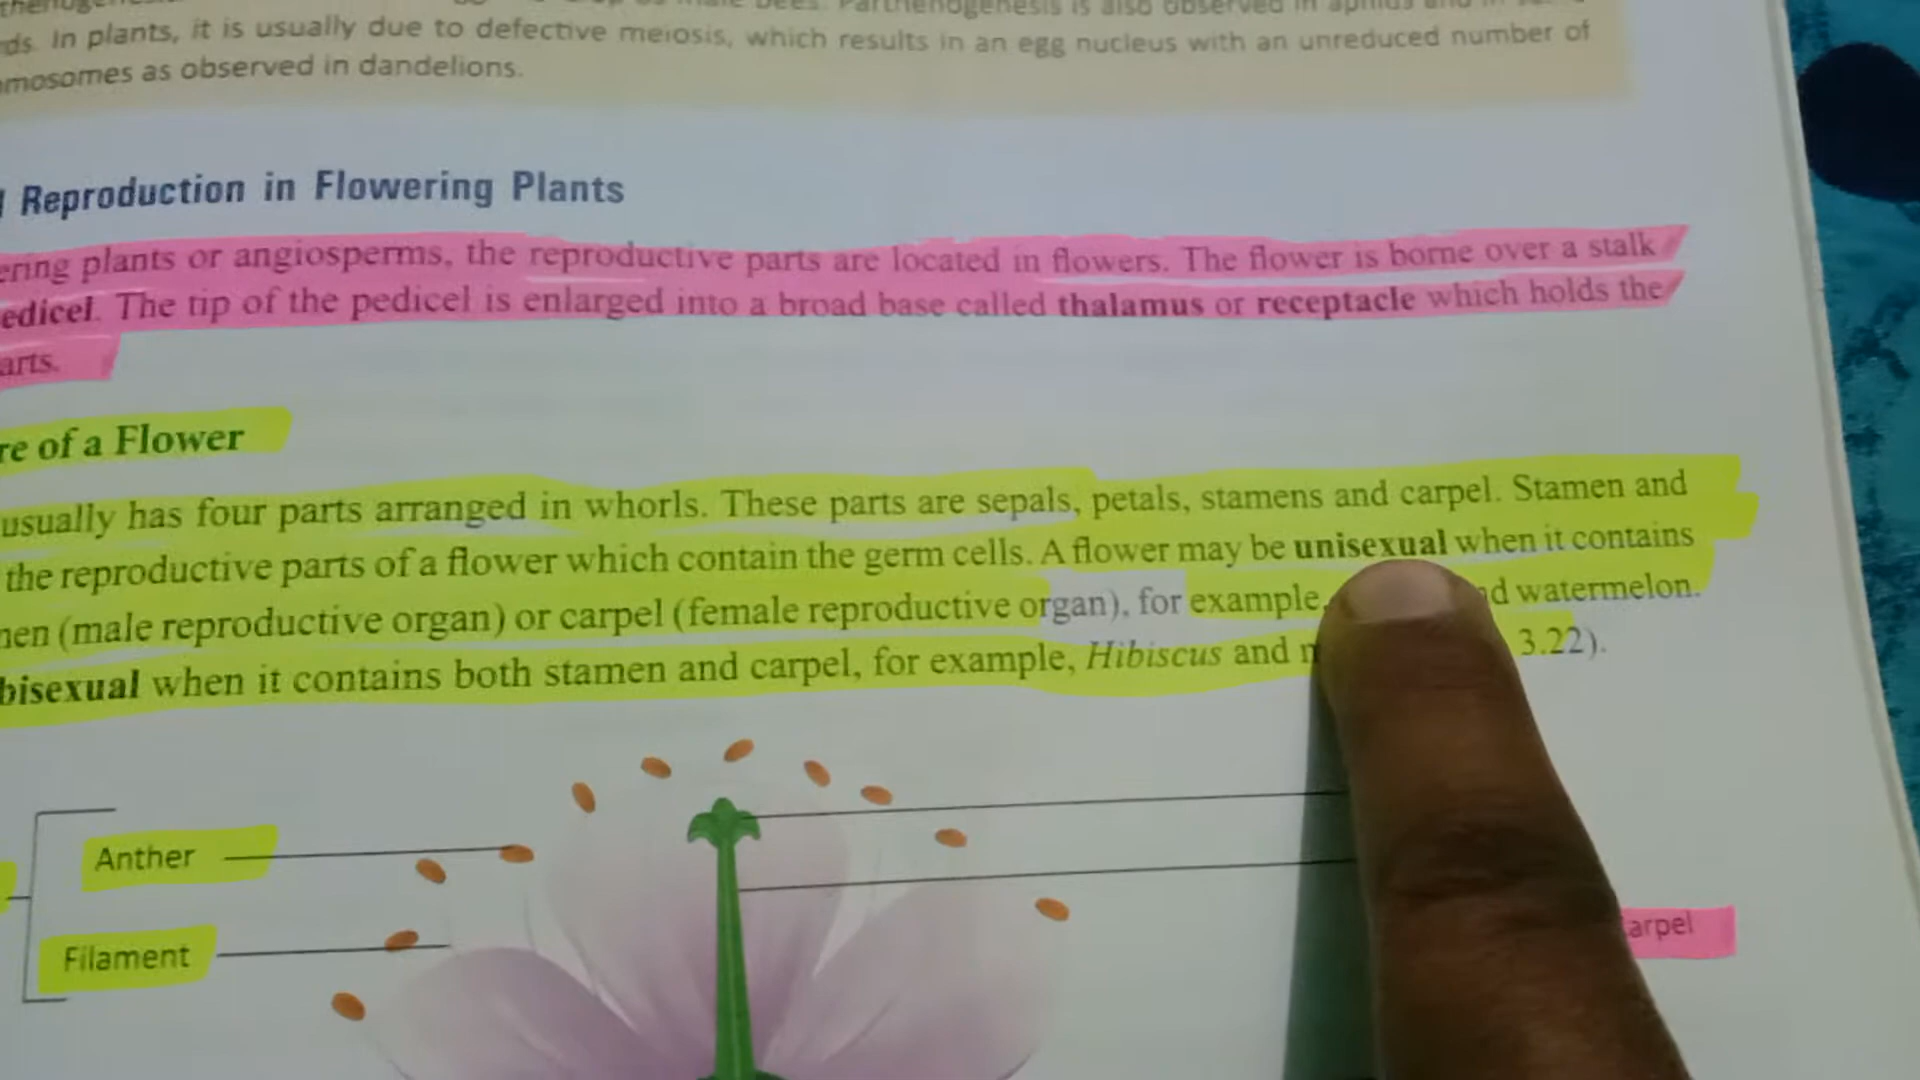 ds. In plants, it is usually due to defective meiosis, which results in an egg nucleus with an unreduced number of
mosomes as observed in dandelions.
Reproduction in Flowering Plants
ering plants or angiosperms, the reproductive parts are located in flowers. The flower is borne over a stalk
edicel. The tip of the pedicel is enlarged into a broad base called thalamus or receptacle which holds the
arts.
re of a Flower
usually has four parts arranged in whorls. These parts are sepals, petals, stamens and carpel. Stamen and
the reproductive parts of a flower which contain the germ cells. A flower may be unisexual when it contains
men (male reproductive organ) or carpel (female reproductive organ), for example, d watermelon.
bisexual when it contains both stamen and carpel, for example, Hibiscus and 3.22).
Anther
Filament
arpel